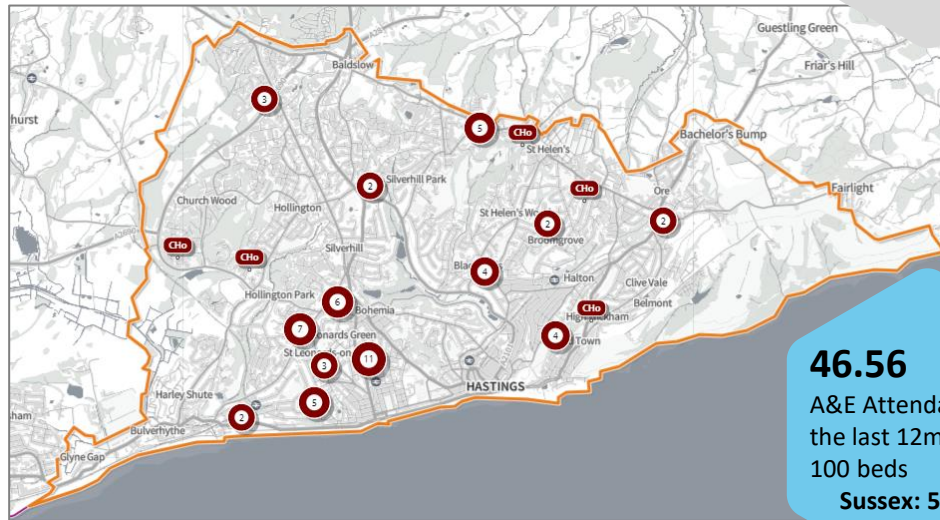 Guestling Green
Friar's Hill
Baldslow
hurst
3
5
CHo
St Helen's
Bachelor's Bump
2
Silverhill Park
CHo
Ore
Fairlight
Church Wood
Hollington
St Helen's Wo
2
2
Broomgrove
CHo
CHo
Silverhill
4
Halton
Clive Vale
Belmont
Hollington Park
6
Bohemia
CHo
7
onards Green
4
Town
St Leonards-on
11
3
HASTINGS
Harley Shute
5
2
Bulverhythe
Glyne Gap
46.56
A&E Attenda
the last 12m
100 beds
Sussex: 5